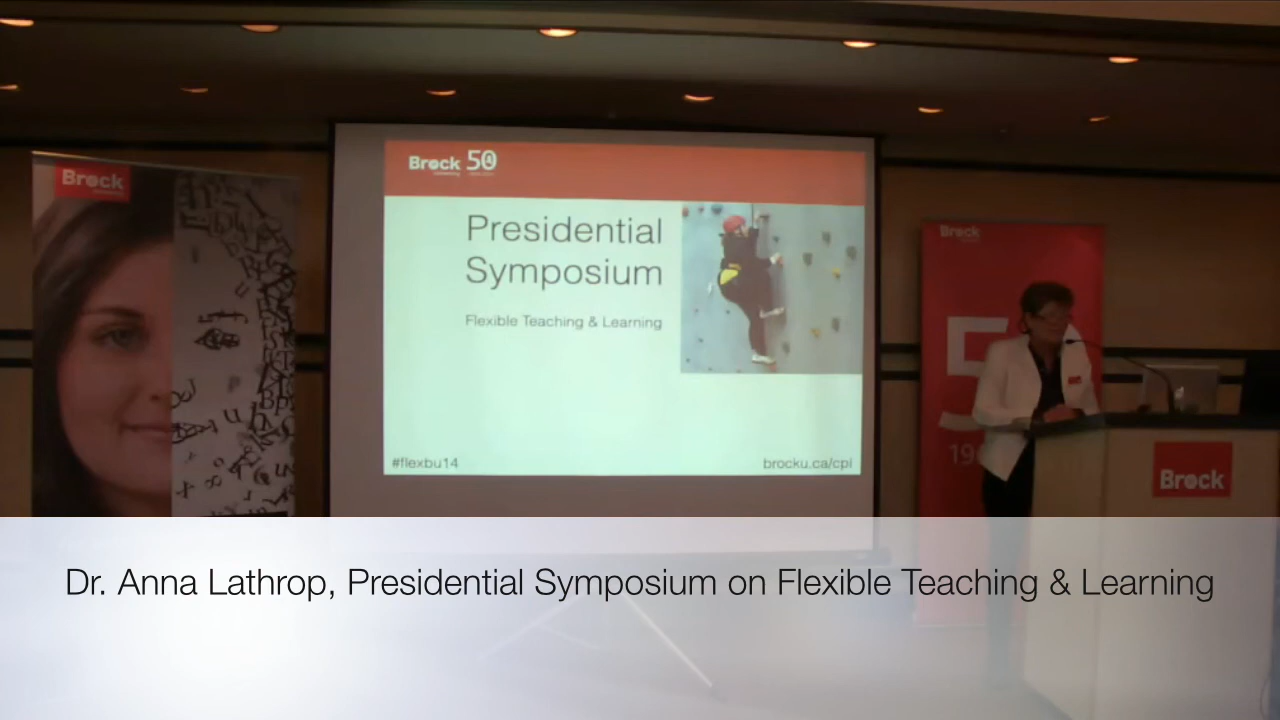 Brock
Brock 50
Presidential
Symposium
Flexible Teaching & Learning
#flexbu14
brocku.ca/cpi
Brock
Brock
Dr. Anna Lathrop, Presidential Symposium on Flexible Teaching & Learning